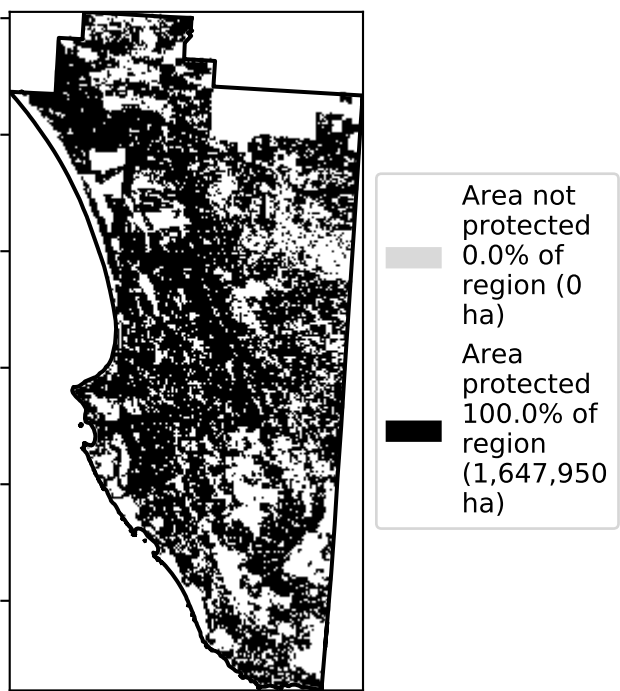 Area not
protected
0.0% of
region (0
ha)
Area
protected
100.0% of
region
(1,647,950
ha)